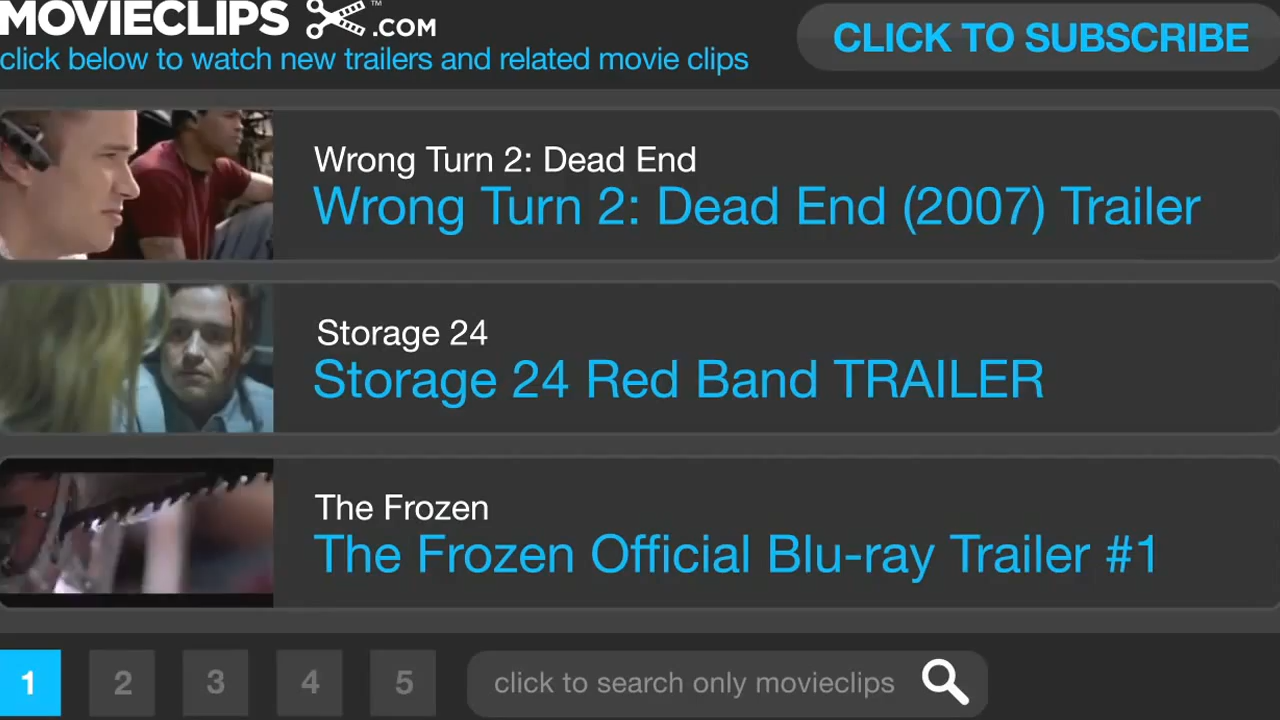 MOVIECLIPS .COM™
CLICK TO SUBSCRIBE
click below to watch new trailers and related movie clips
Wrong Turn 2: Dead End
Wrong Turn 2: Dead End (2007) Trailer
Storage 24
Storage 24 Red Band TRAILER
The Frozen
The Frozen Official Blu-ray Trailer #1
1 2 3 4 5 click to search only movieclips